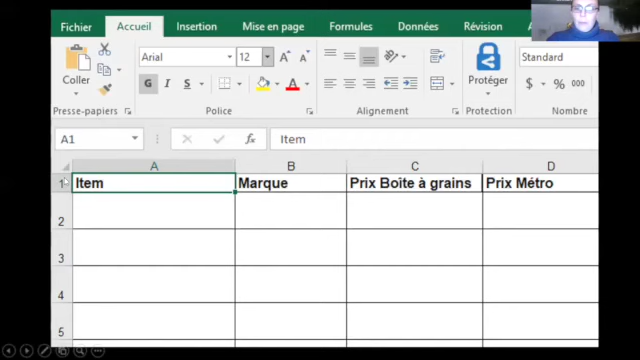 Fichier Accueil Insertion Mise en page Formules Données Révision
Arial 12 A A Standard
Coller G I S A Protéger $ % 000
Presse-papiers Police Alignement Protection Nombre
A1 fx Item
A B C D
1 Item Marque Prix Boîte à grains Prix Métro
2
3
4
5